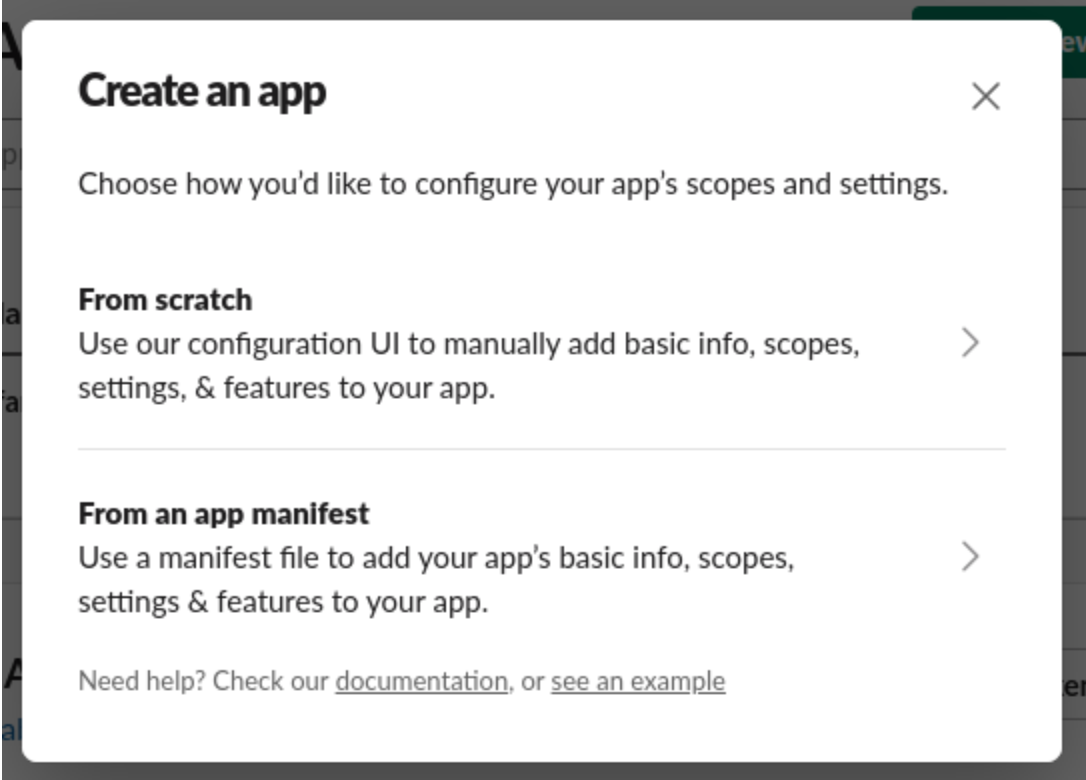 Create an app
Choose how you’d like to configure your app’s scopes and settings.
From scratch
Use our configuration UI to manually add basic info, scopes,
settings, & features to your app.
From an app manifest
Use a manifest file to add your app’s basic info, scopes,
settings & features to your app.
Need help? Check our documentation, or see an example